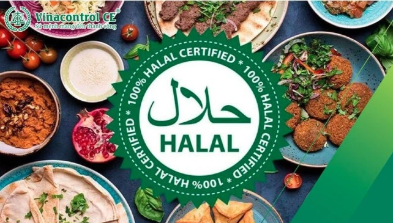 Vinacontrol CE
100% HALAL CERTIFIED * 100% HALAL CERTIFIED * 100% HALAL CERTIFIED *
حلال
HALAL